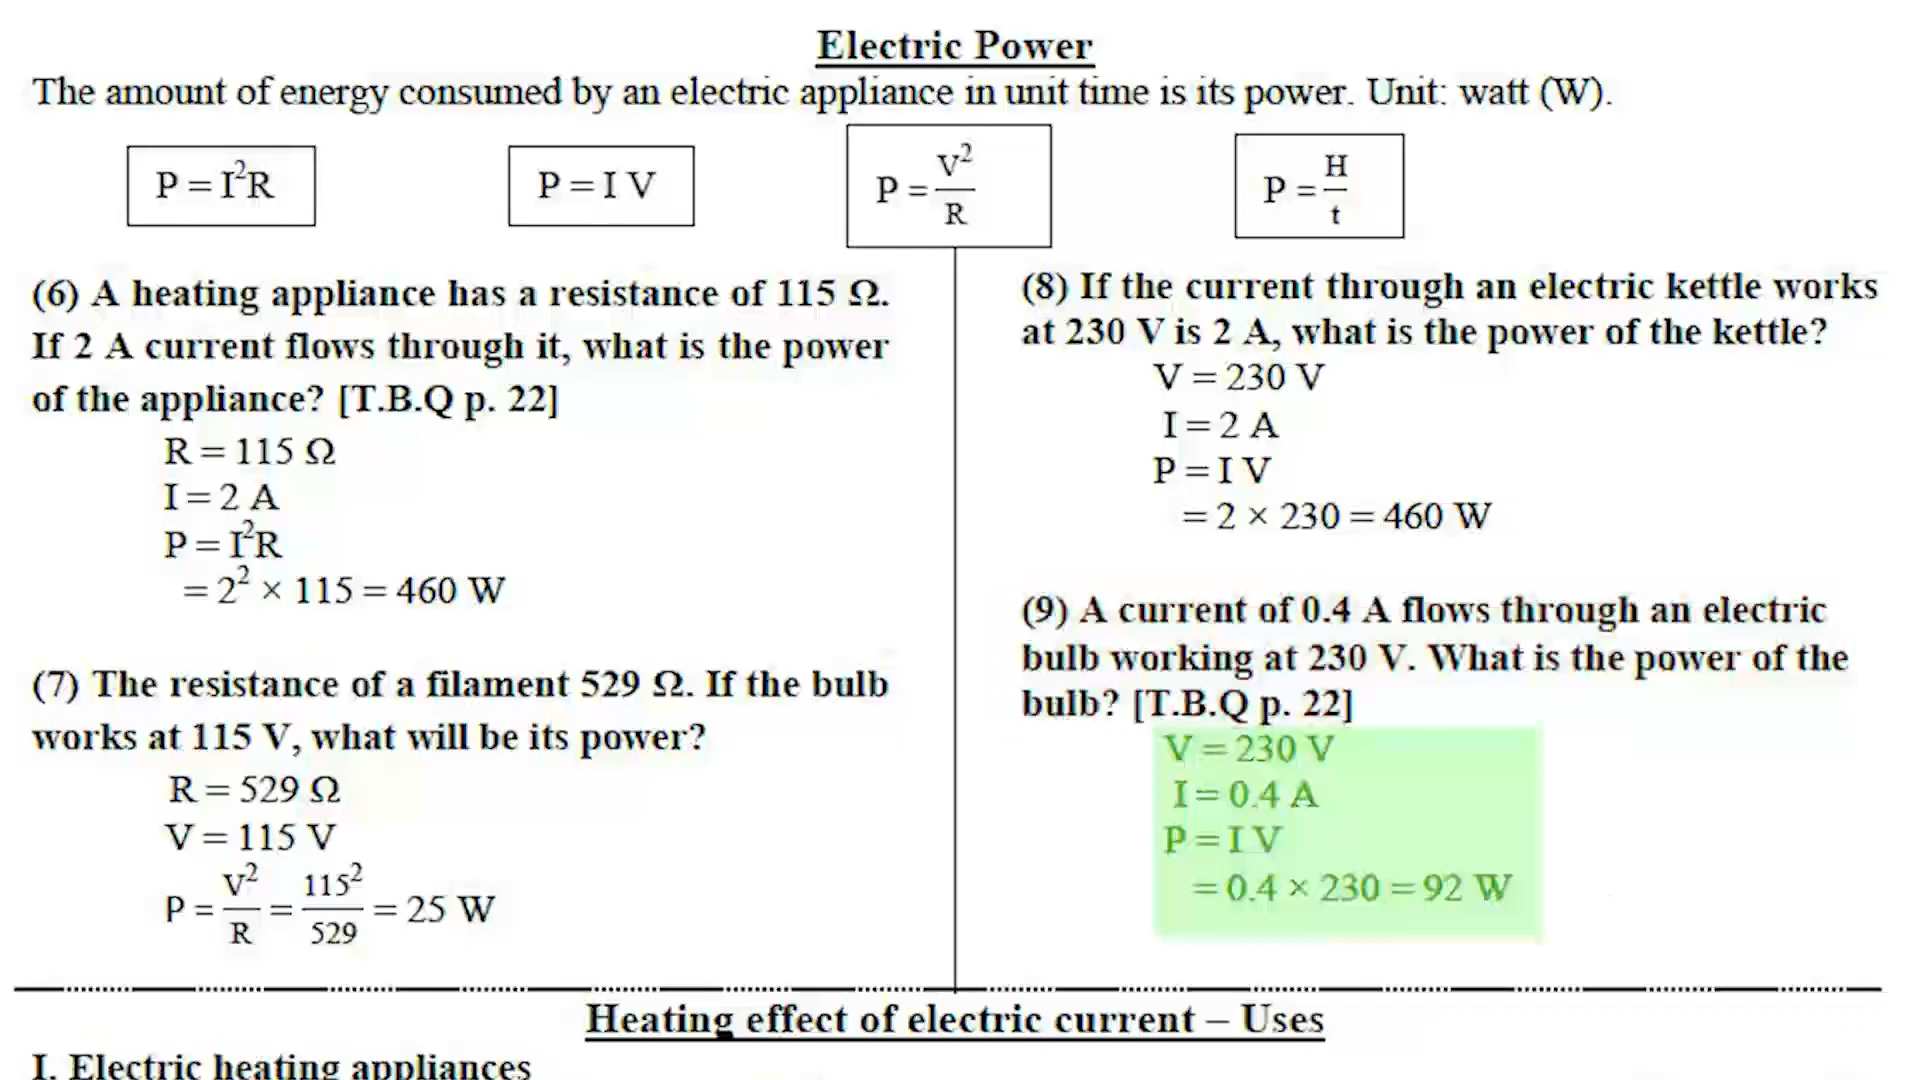 Electric Power
The amount of energy consumed by an electric appliance in unit time is its power. Unit: watt (W).
P = I²R
P = I V
P = V²/R
P = H/t
(6) A heating appliance has a resistance of 115 Ω.
If 2 A current flows through it, what is the power
of the appliance? [T.B.Q p. 22]
R = 115 Ω
I = 2 A
P = I²R
= 2² × 115 = 460 W
(7) The resistance of a filament 529 Ω. If the bulb
works at 115 V, what will be its power?
R = 529 Ω
V = 115 V
P = V²/R = 115²/529 = 25 W
(8) If the current through an electric kettle works
at 230 V is 2 A, what is the power of the kettle?
V = 230 V
I = 2 A
P = I V
= 2 × 230 = 460 W
(9) A current of 0.4 A flows through an electric
bulb working at 230 V. What is the power of the
bulb? [T.B.Q p. 22]
V = 230 V
I = 0.4 A
P = I V
= 0.4 × 230 = 92 W
Heating effect of electric current – Uses
I. Electric heating appliances